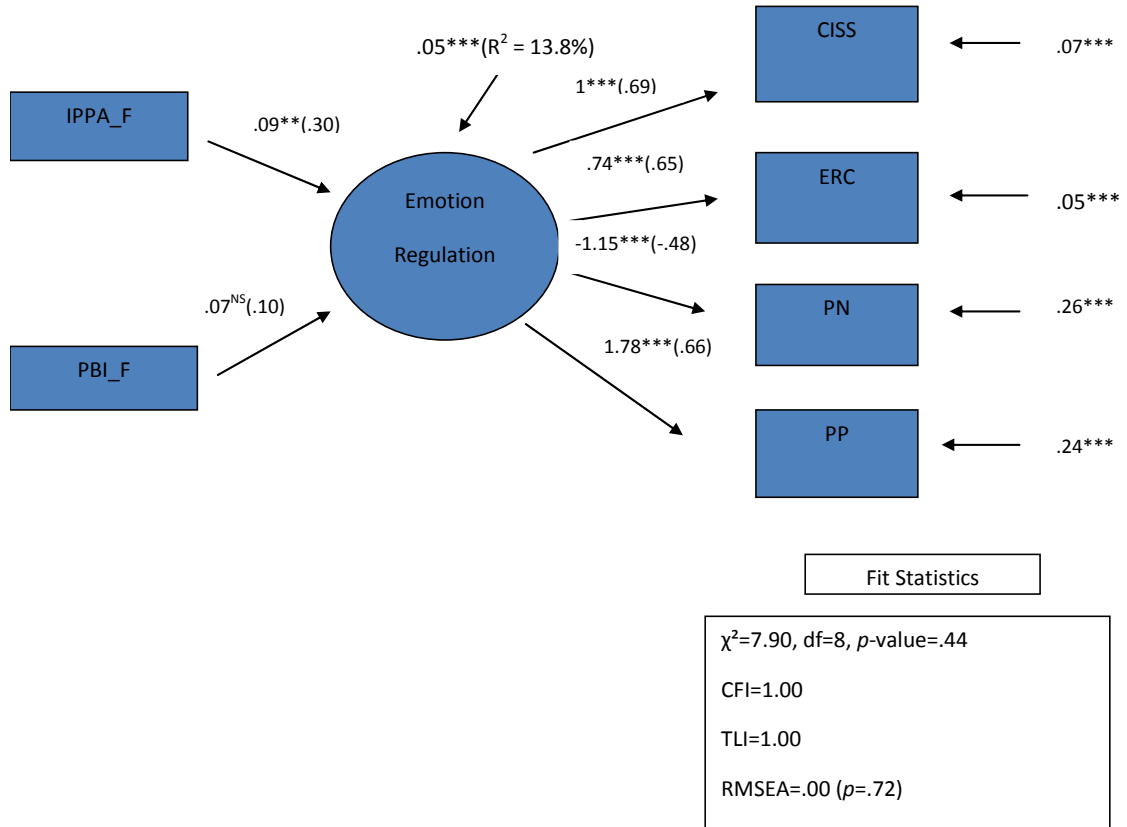 CISS
.05***(R² = 13.8%)
.07***
1***(.69)
IPPA_F
.09**(.30)
.74***(.65)
ERC
Emotion
.05***
-1.15***(-.48)
Regulation
PN
.07NS(.10)
.26***
1.78***(.66)
PBI_F
PP
.24***
Fit Statistics
χ²=7.90, df=8, p-value=.44
CFI=1.00
TLI=1.00
RMSEA=.00 (p=.72)